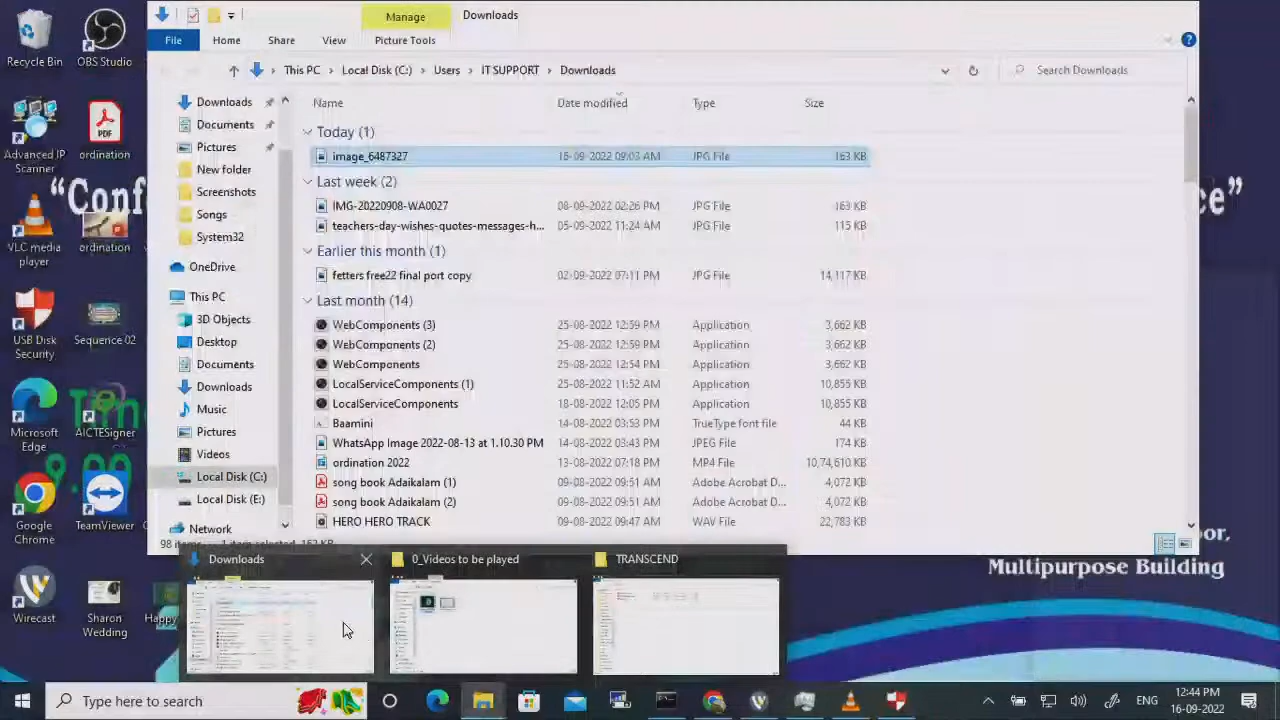 Manage
Downloads
File
Home
Share
View
Picture Tools
This PC
Local Disk (C:)
Users
IT SUPPORT
Downloads
Search Downloads
Name
Date modified
Type
Size
Today (1)
image_6487327 16-09-2022 09:03 AM JPG File 163 KB
Last week (2)
IMG-20220908-WA0027 08-09-2022 02:26 PM JPG File 163 KB
teachers-day-wishes-quotes-messages-h... 05-09-2022 11:24 AM JPG File 115 KB
Earlier this month (1)
fetters free22 final port copy 02-09-2022 07:11 PM JPG File 14,117 KB
Last month (14)
WebComponents (3) 25-08-2022 12:59 PM Application 3,662 KB
WebComponents (2) 25-08-2022 12:59 PM Application 3,662 KB
WebComponents 25-08-2022 12:54 PM Application 3,662 KB
LocalServiceComponents (1) 25-08-2022 11:52 AM Application 10,855 KB
LocalServiceComponents 18-08-2022 12:05 PM Application 10,855 KB
Baamini 14-08-2022 03:53 PM TrueType font file 44 KB
WhatsApp Image 2022-08-13 at 1.10.30 PM 14-08-2022 03:43 PM JPEG File 174 KB
ordination 2022 13-08-2022 07:18 PM MP4 File 10,74,610 KB
song book Adaikalam (1) 09-08-2022 09:51 AM Adobe Acrobat D... 4,072 KB
song book Adaikalam (2) 09-08-2022 09:51 AM Adobe Acrobat D... 4,072 KB
HERO HERO TRACK 09-08-2022 09:47 AM WAV File 22,783 KB
98 items 1 item selected 162 KB
Downloads
Documents
Pictures
New folder
Screenshots
Songs
System32
OneDrive
This PC
3D Objects
Desktop
Documents
Downloads
Music
Pictures
Videos
Local Disk (C:)
Local Disk (E:)
Network
Recycle Bin
OBS Studio
Advanced IP
Scanner
PDF
ordination
VLC media
player
ordination
USB Disk
Security
Sequence 02
Microsoft
Edge
AICTESigner
Google
Chrome
TeamViewer
Wirecast
Sharon
Wedding
Happy
"Conf
ce"
oor,
Multipurpose Building
Downloads
0_Videos to be payed
TRANSCEND
Type here to search
ENG
12:44 PM
16-09-2022